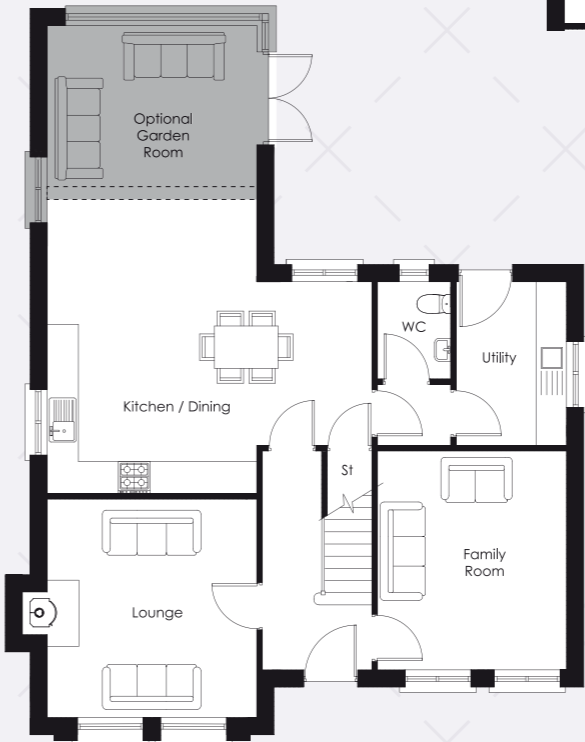 Optional
Garden
Room
WC
Utility
Kitchen / Dining
St
Family
Room
Lounge